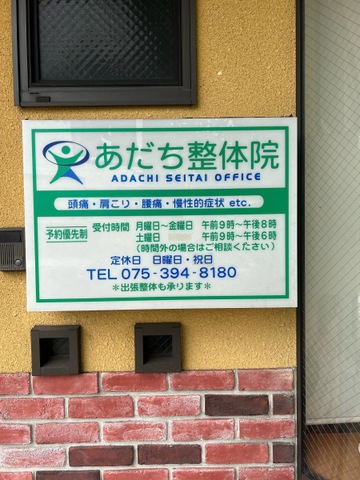 あだち整体院
ADACHI SEITAI OFFICE
頭痛・肩こり・腰痛・慢性的症状 etc.
予約優先制 受付時間 月曜日〜金曜日 午前9時〜午後8時
土曜日 午前9時〜午後6時
(時間外の場合はご相談ください)
定休日 日曜日・祝日
TEL 075-394-8180
＊出張整体も承ります＊